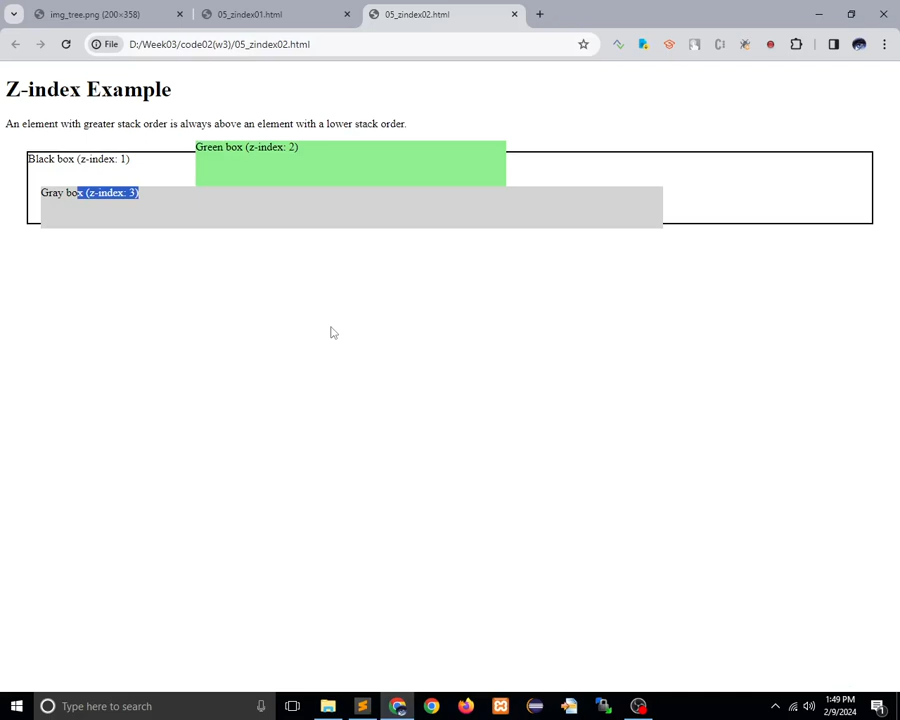 img_tree.png (200×358)
05_zindex01.html
05_zindex02.html
File
D:/Week03/code02(w3)/05_zindex02.html
Z-index Example
An element with greater stack order is always above an element with a lower stack order.
Green box (z-index: 2)
Black box (z-index: 1)
Gray box (z-index: 3)
Type here to search
1:49 PM
2/9/2024